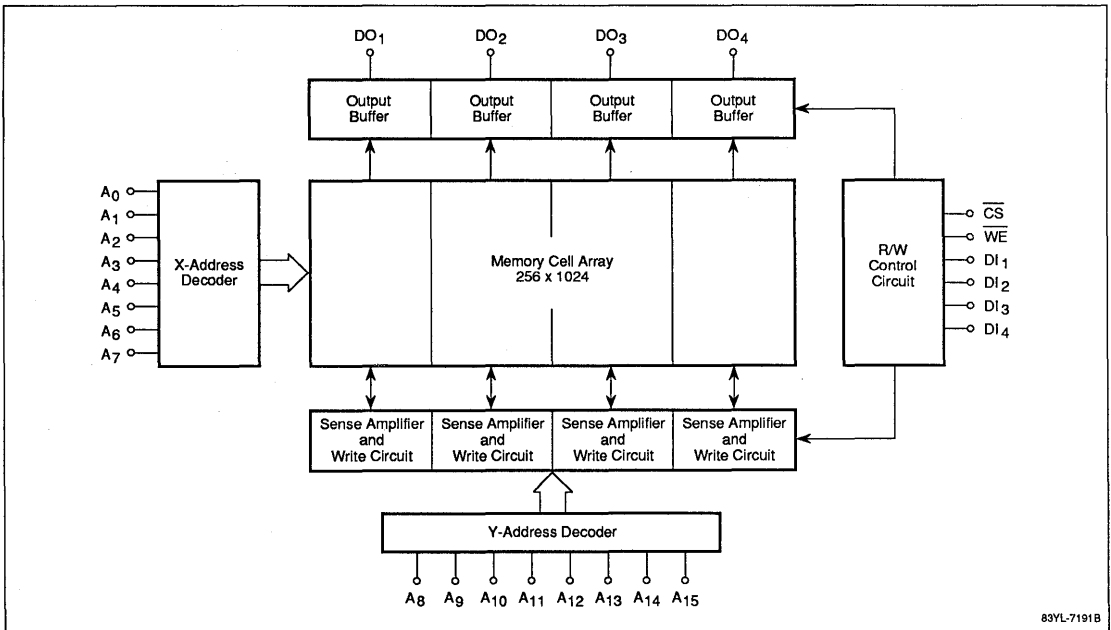 DO1 DO2 DO3 DO4
Output Buffer
Output Buffer
Output Buffer
Output Buffer
A0
A1
A2
A3
A4
A5
A6
A7
X-Address
Decoder
Memory Cell Array
256 x 1024
R/W
Control
Circuit
C̅S̅
W̅E̅
DI1
DI2
DI3
DI4
Sense Amplifier
and
Write Circuit
Sense Amplifier
and
Write Circuit
Sense Amplifier
and
Write Circuit
Sense Amplifier
and
Write Circuit
Y-Address Decoder
A8 A9 A10 A11 A12 A13 A14 A15
83YL-7191B